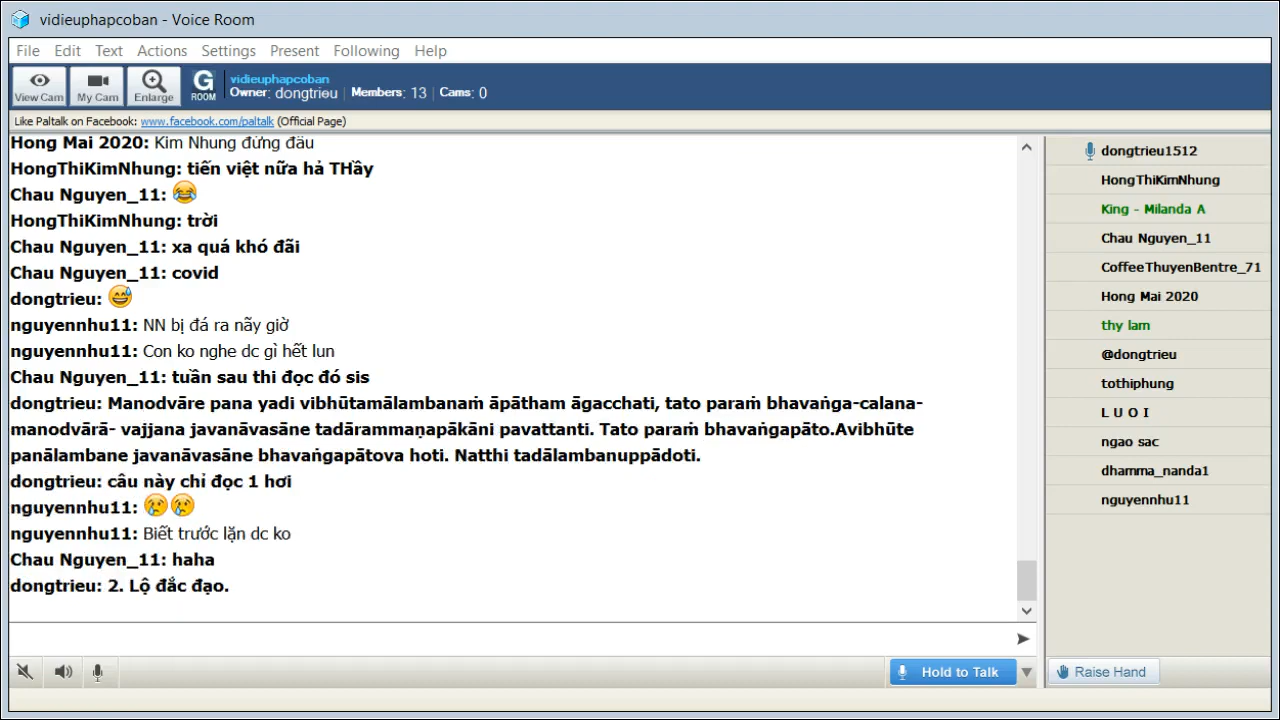 vidieuphapcoban - Voice Room
File Edit Text Actions Settings Present Following Help
View Cam My Cam Enlarge G ROOM vidieuphapcoban
Owner: dongtrieu | Members: 13 | Cams: 0
Like Paltalk on Facebook: www.facebook.com/paltalk (Official Page)
Hong Mai 2020: Kim Nhung đứng đầu
HongThiKimNhung: tiến việt nữa hả THầy
Chau Nguyen_11: 😂
HongThiKimNhung: trời
Chau Nguyen_11: xa quá khó đãi
Chau Nguyen_11: covid
dongtrieu: 😅
nguyennhu11: NN bị đá ra nãy giờ
nguyennhu11: Con ko nghe dc gì hết lun
Chau Nguyen_11: tuần sau thi đọc đó sis
dongtrieu: Manodvāre pana yadi vibhūtamālambanaṁ āpātham āgacchati, tato paraṁ bhavaṅga-calana-
manodvārā- vajjana javanāvasāne tadārammaṇapākāni pavattanti. Tato paraṁ bhavaṅgapāto.Avibhūte
panālambane javanāvasāne bhavaṅgapātova hoti. Natthi tadālambanuppādoti.
dongtrieu: câu này chỉ đọc 1 hơi
nguyennhu11: 😢😢
nguyennhu11: Biết trước lặn dc ko
Chau Nguyen_11: haha
dongtrieu: 2. Lộ đắc đạo.
Hold to Talk
dongtrieu1512
HongThiKimNhung
King - Milanda A
Chau Nguyen_11
CoffeeThuyenBentre_71
Hong Mai 2020
thy lam
@dongtrieu
tothiphung
L U O I
ngao sac
dhamma_nanda1
nguyennhu11
Raise Hand